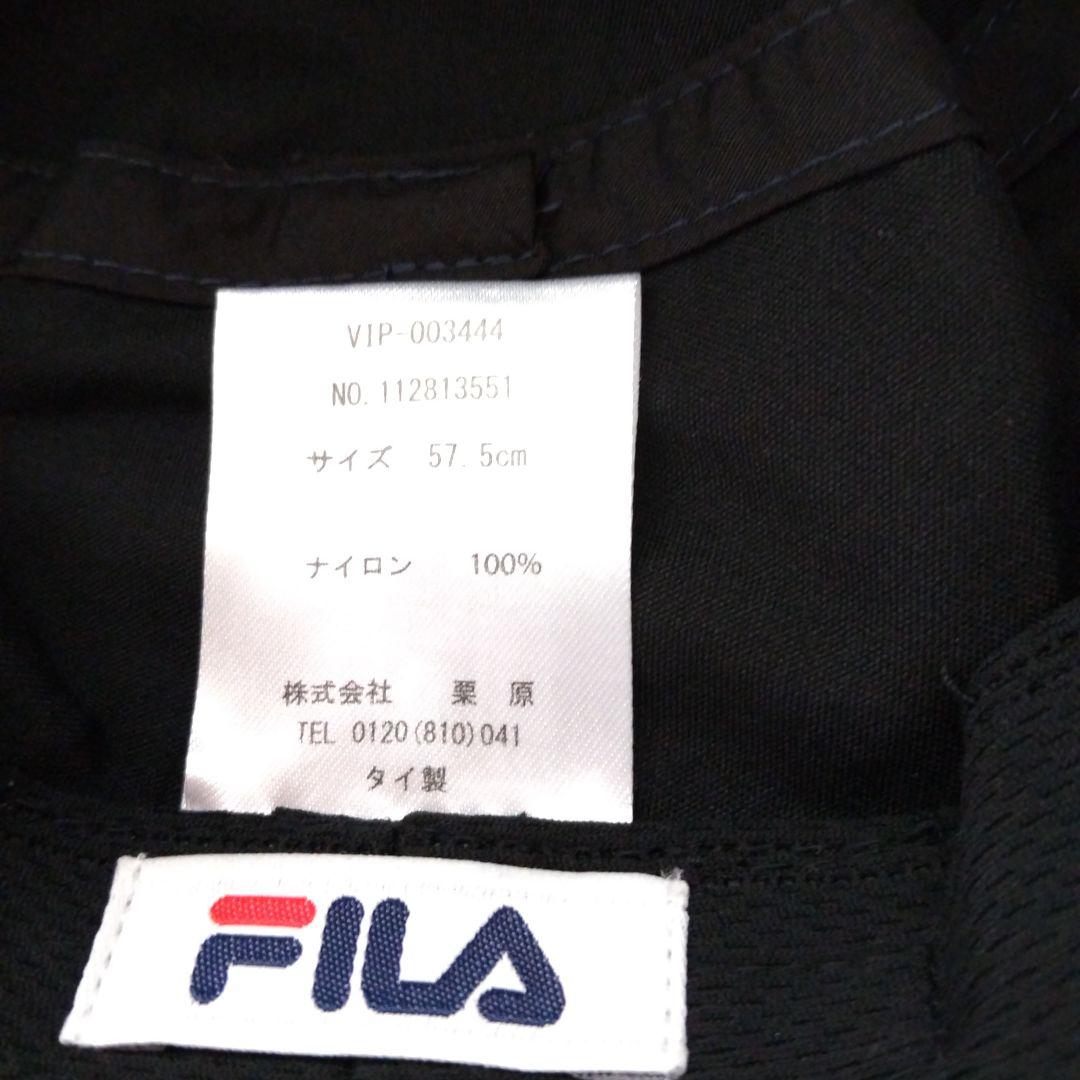 VIP-003444
NO.112813551
サイズ 57.5cm
ナイロン 100%
株式会社 栗原
TEL 0120(810)041
タイ製
FILA